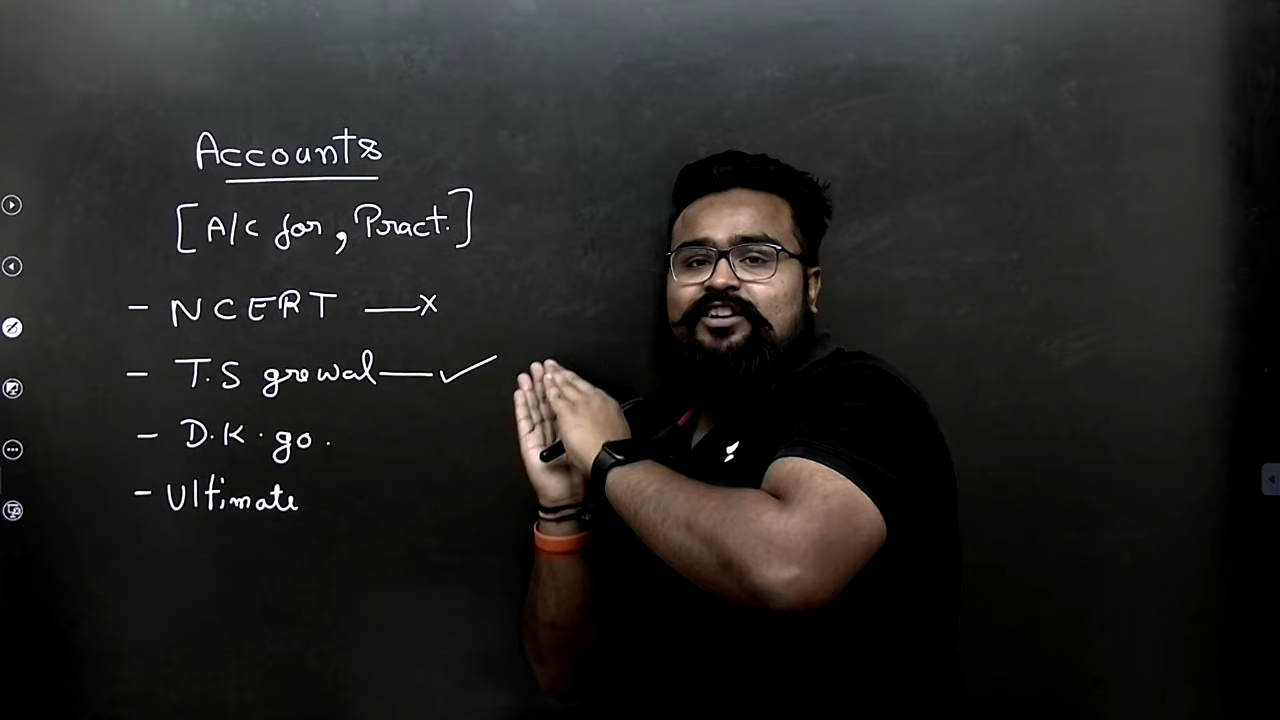 Accounts
[A/c for, Pract.]
- NCERT —x
- T.S grewal —✓
- D.K. go.
- Ultimate